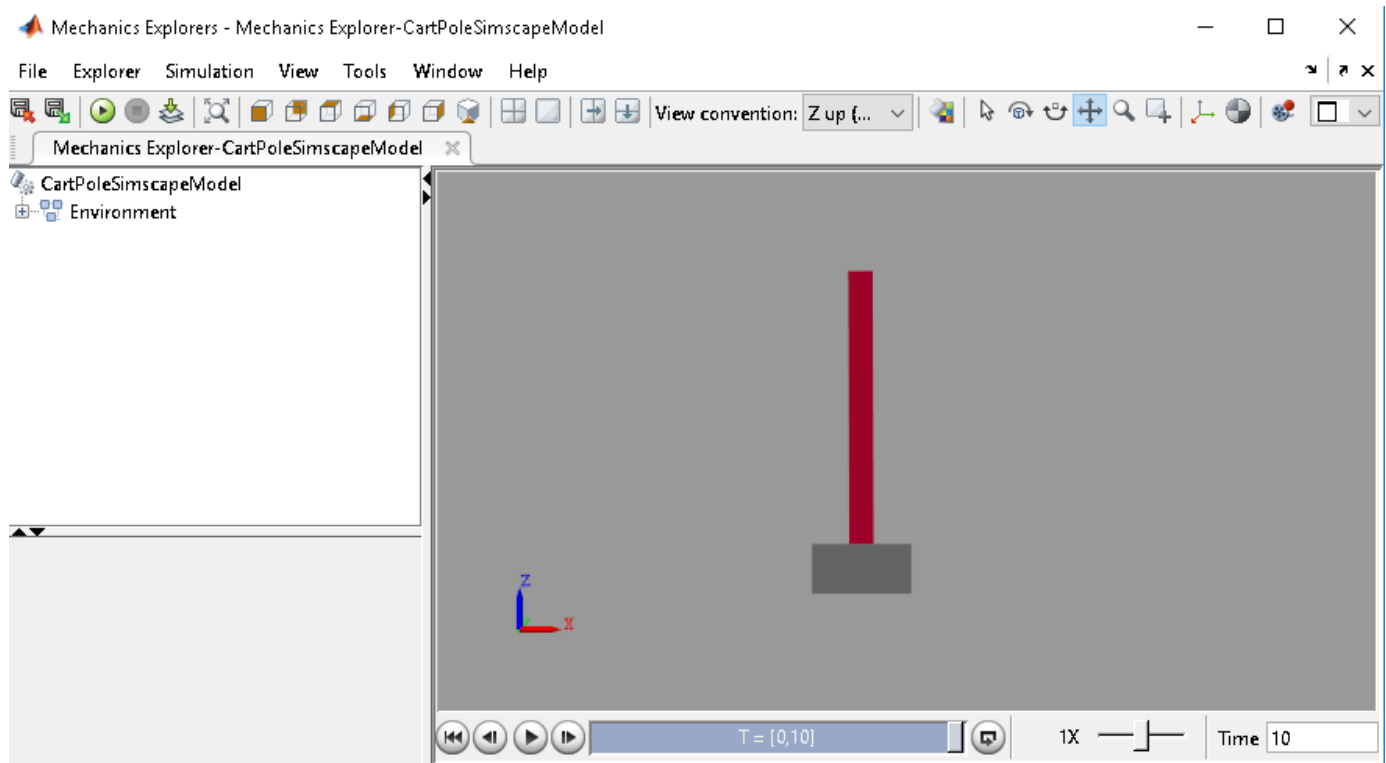 Mechanics Explorers - Mechanics Explorer-CartPoleSimscapeModel
File Explorer Simulation View Tools Window Help
View convention: Z up (...
Mechanics Explorer-CartPoleSimscapeModel
CartPoleSimscapeModel
Environment
Z
X
T = [0,10]
1X
Time 10